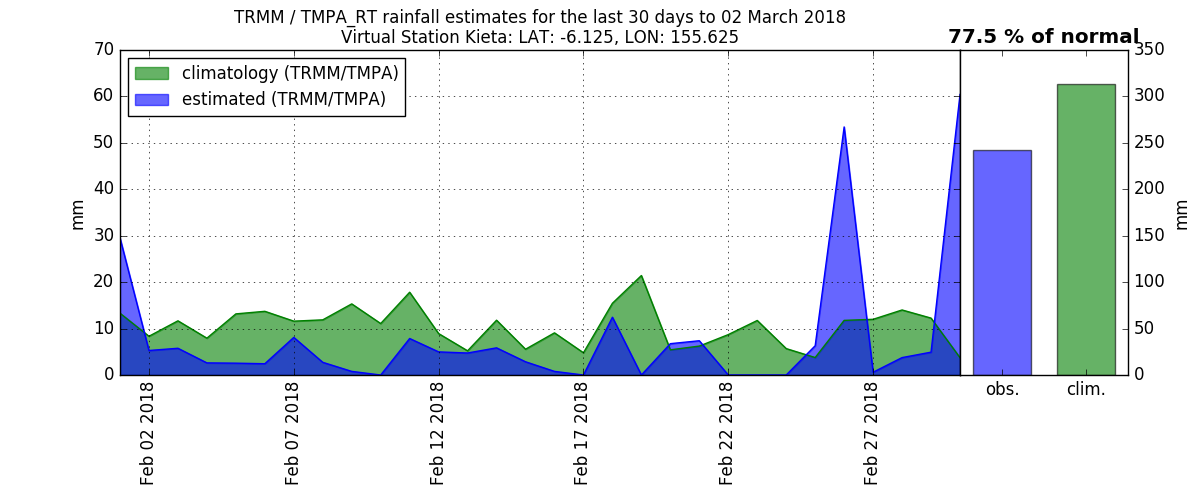 TRMM / TMPA_RT rainfall estimates for the last 30 days to 02 March 2018
Virtual Station Kieta: LAT: -6.125, LON: 155.625
77.5 % of normal
climatology (TRMM/TMPA)
estimated (TRMM/TMPA)
70
60
50
40
30
20
10
0
mm
Feb 02 2018
Feb 07 2018
Feb 12 2018
Feb 17 2018
Feb 22 2018
Feb 27 2018
obs.
clim.
350
300
250
200
150
100
50
0
mm